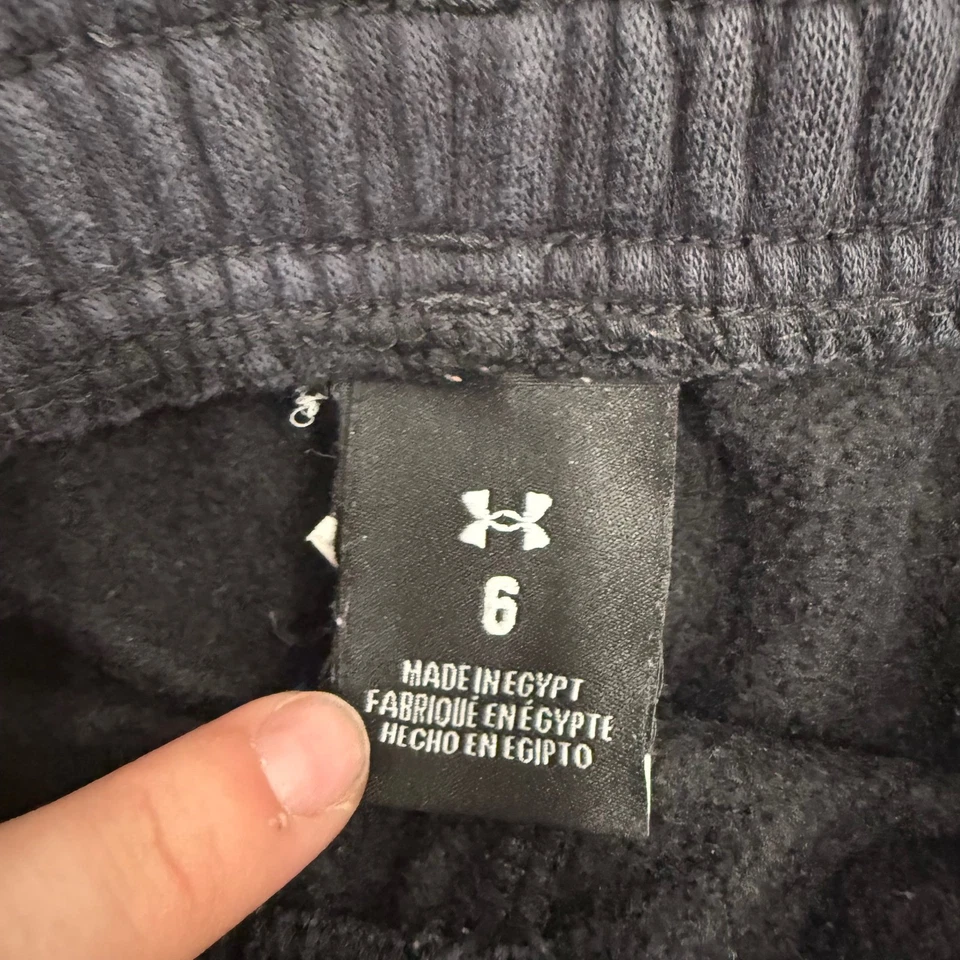 6
MADE IN EGYPT
FABRIQUÉ EN ÉGYPTE
HECHO EN EGIPTO